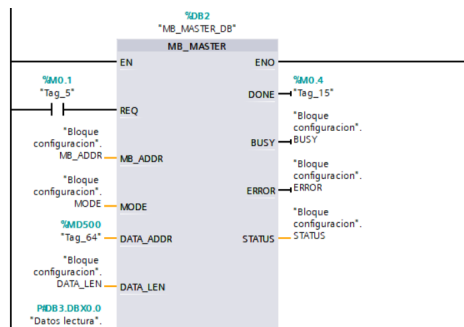 %DB2
"MB_MASTER_DB"
MB_MASTER
EN
ENO
%M0.1
"Tag_5"
REQ
%M0.4
DONE
"Tag_15"
"Bloque
configuracion".
MB_ADDR
MB_ADDR
"Bloque
configuracion".
BUSY
BUSY
"Bloque
configuracion".
MODE
MODE
"Bloque
configuracion".
ERROR
ERROR
%MD500
"Tag_64"
DATA_ADDR
"Bloque
configuracion".
STATUS
STATUS
"Bloque
configuracion".
DATA_LEN
DATA_LEN
P#DB3.DBX0.0
"Datos lectura".